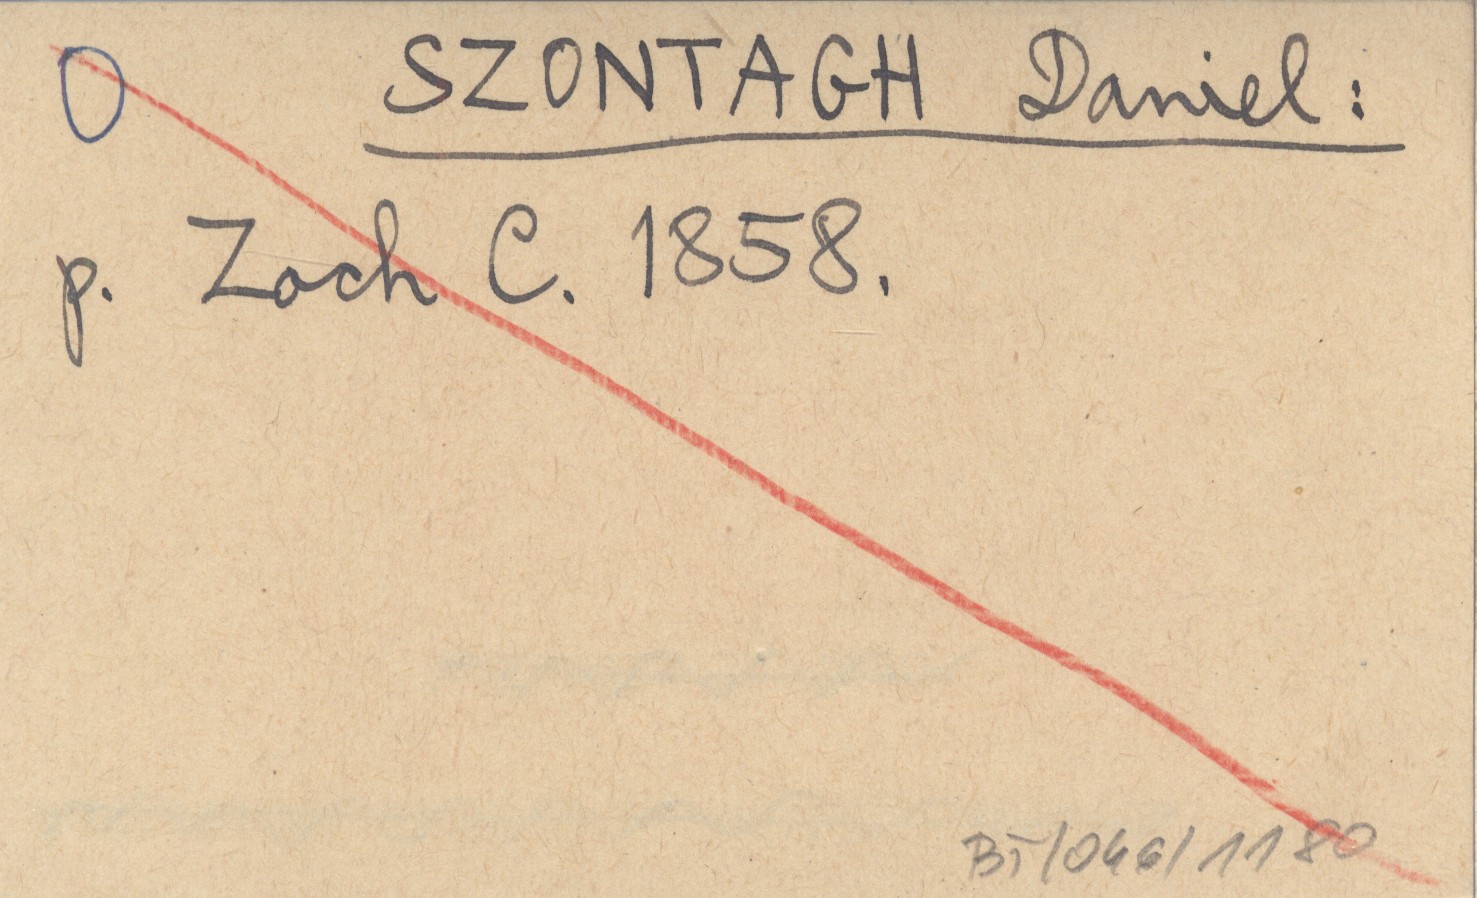 O SZONTAGH Daniel:
p. Zoch C. 1858.
BT/046/1180